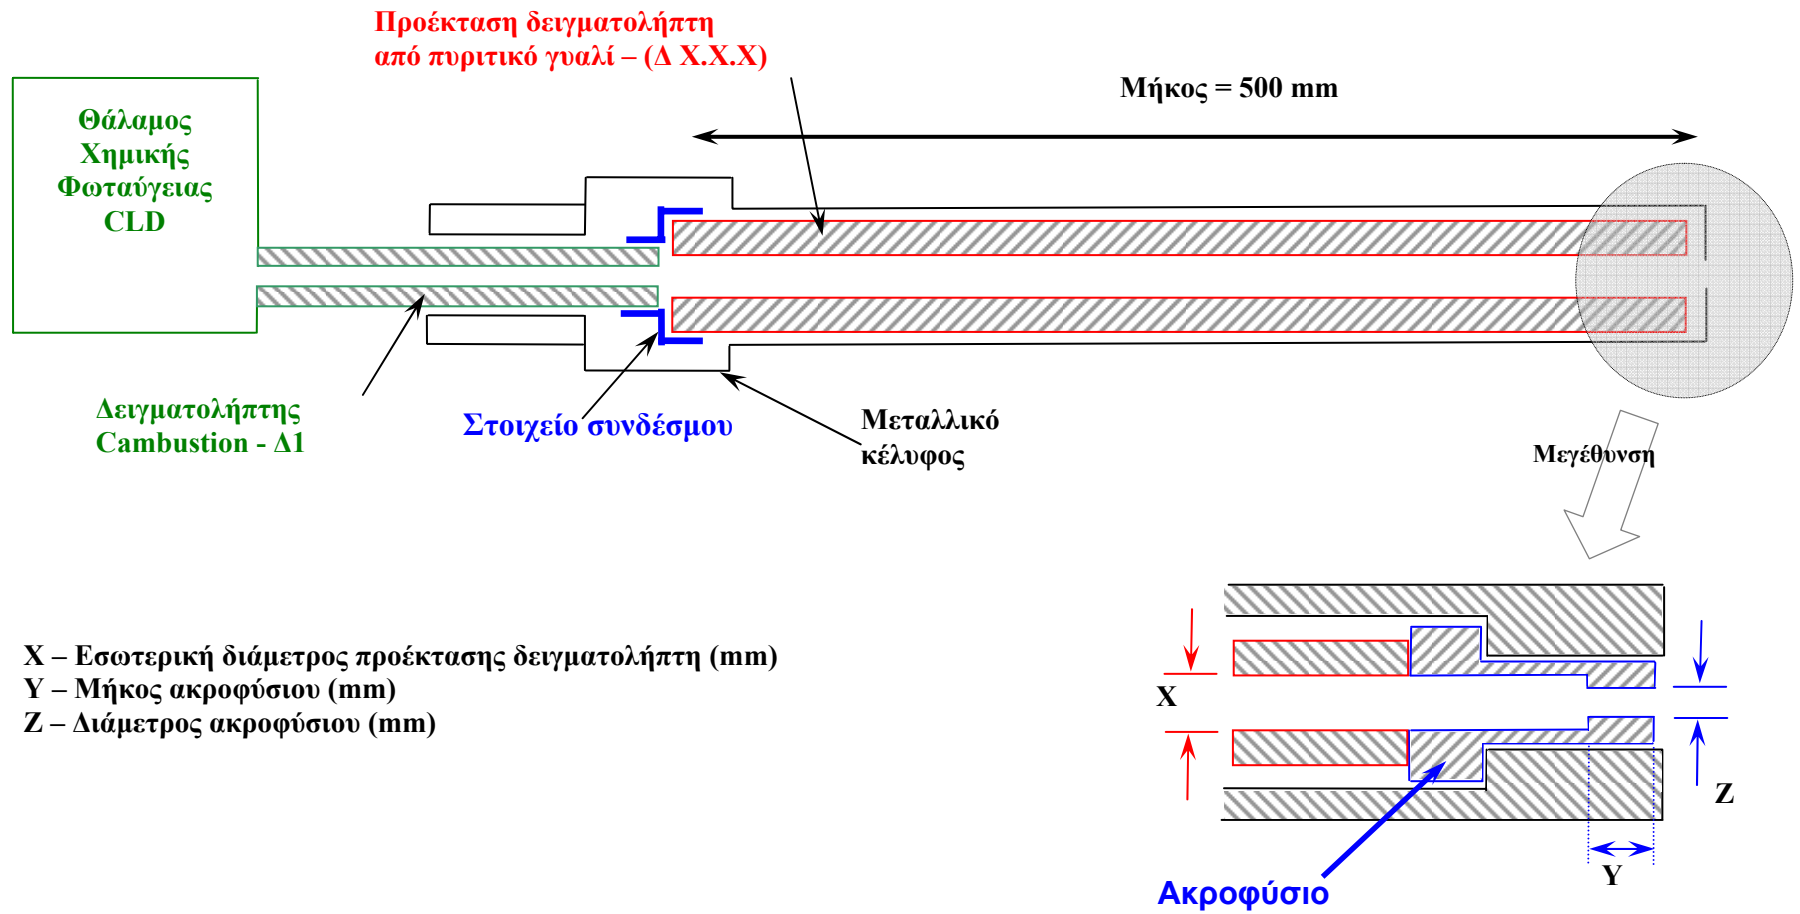 Προέκταση δειγματολήπτη
από πυριτικό γυαλί – (Δ Χ.Χ.Χ)
Μήκος = 500 mm
Θάλαμος
Χημικής
Φωταύγειας
CLD
Δειγματολήπτης
Cambustion - Δ1
Στοιχείο συνδέσμου
Μεταλλικό
κέλυφος
Μεγέθυνση
X – Εσωτερική διάμετρος προέκτασης δειγματολήπτη (mm)
Y – Μήκος ακροφύσιου (mm)
Z – Διάμετρος ακροφύσιου (mm)
X
Z
Y
Ακροφύσιο